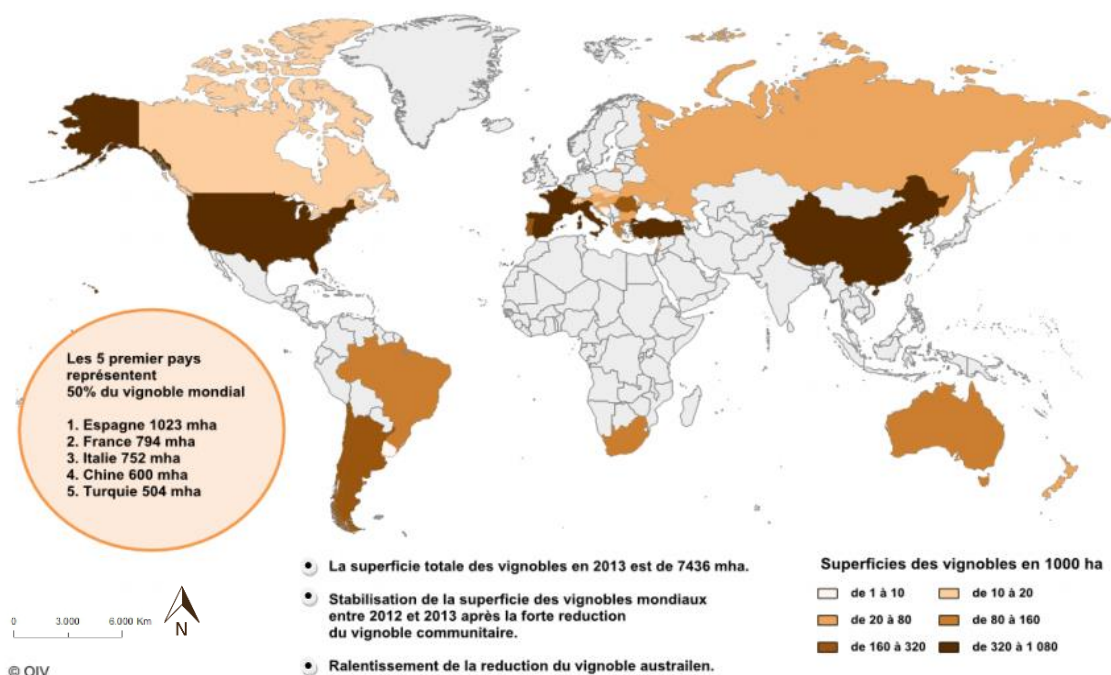 Les 5 premier pays
représentent
50% du vignoble mondial
1. Espagne 1023 mha
2. France 794 mha
3. Italie 752 mha
4. Chine 600 mha
5. Turquie 504 mha
La superficie totale des vignobles en 2013 est de 7436 mha.
Stabilisation de la superficie des vignobles mondiaux
entre 2012 et 2013 après la forte reduction
du vignoble communitaire.
Ralentissement de la reduction du vignoble austrailen.
Superficies des vignobles en 1000 ha
de 1 à 10
de 10 à 20
de 20 à 80
de 80 à 160
de 160 à 320
de 320 à 1 080
0 3.000 6.000 Km
N
© OIV